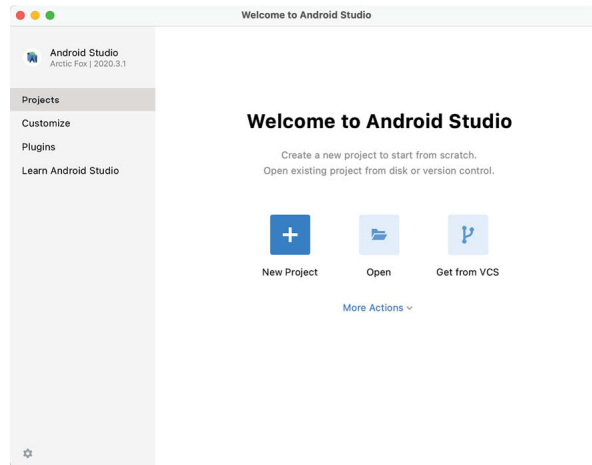 Welcome to Android Studio
Android Studio
Arctic Fox | 2020.3.1
Projects
Customize
Plugins
Learn Android Studio
Welcome to Android Studio
Create a new project to start from scratch.
Open existing project from disk or version control.
New Project
Open
Get from VCS
More Actions